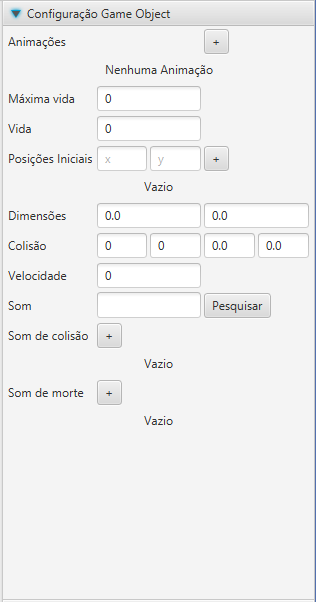 Configuração Game Object
Animações +
Nenhuma Animação
Máxima vida 0
Vida 0
Posições Iniciais x y +
Vazio
Dimensões 0.0 0.0
Colisão 0 0 0.0 0.0
Velocidade 0
Som Pesquisar
Som de colisão +
Vazio
Som de morte +
Vazio